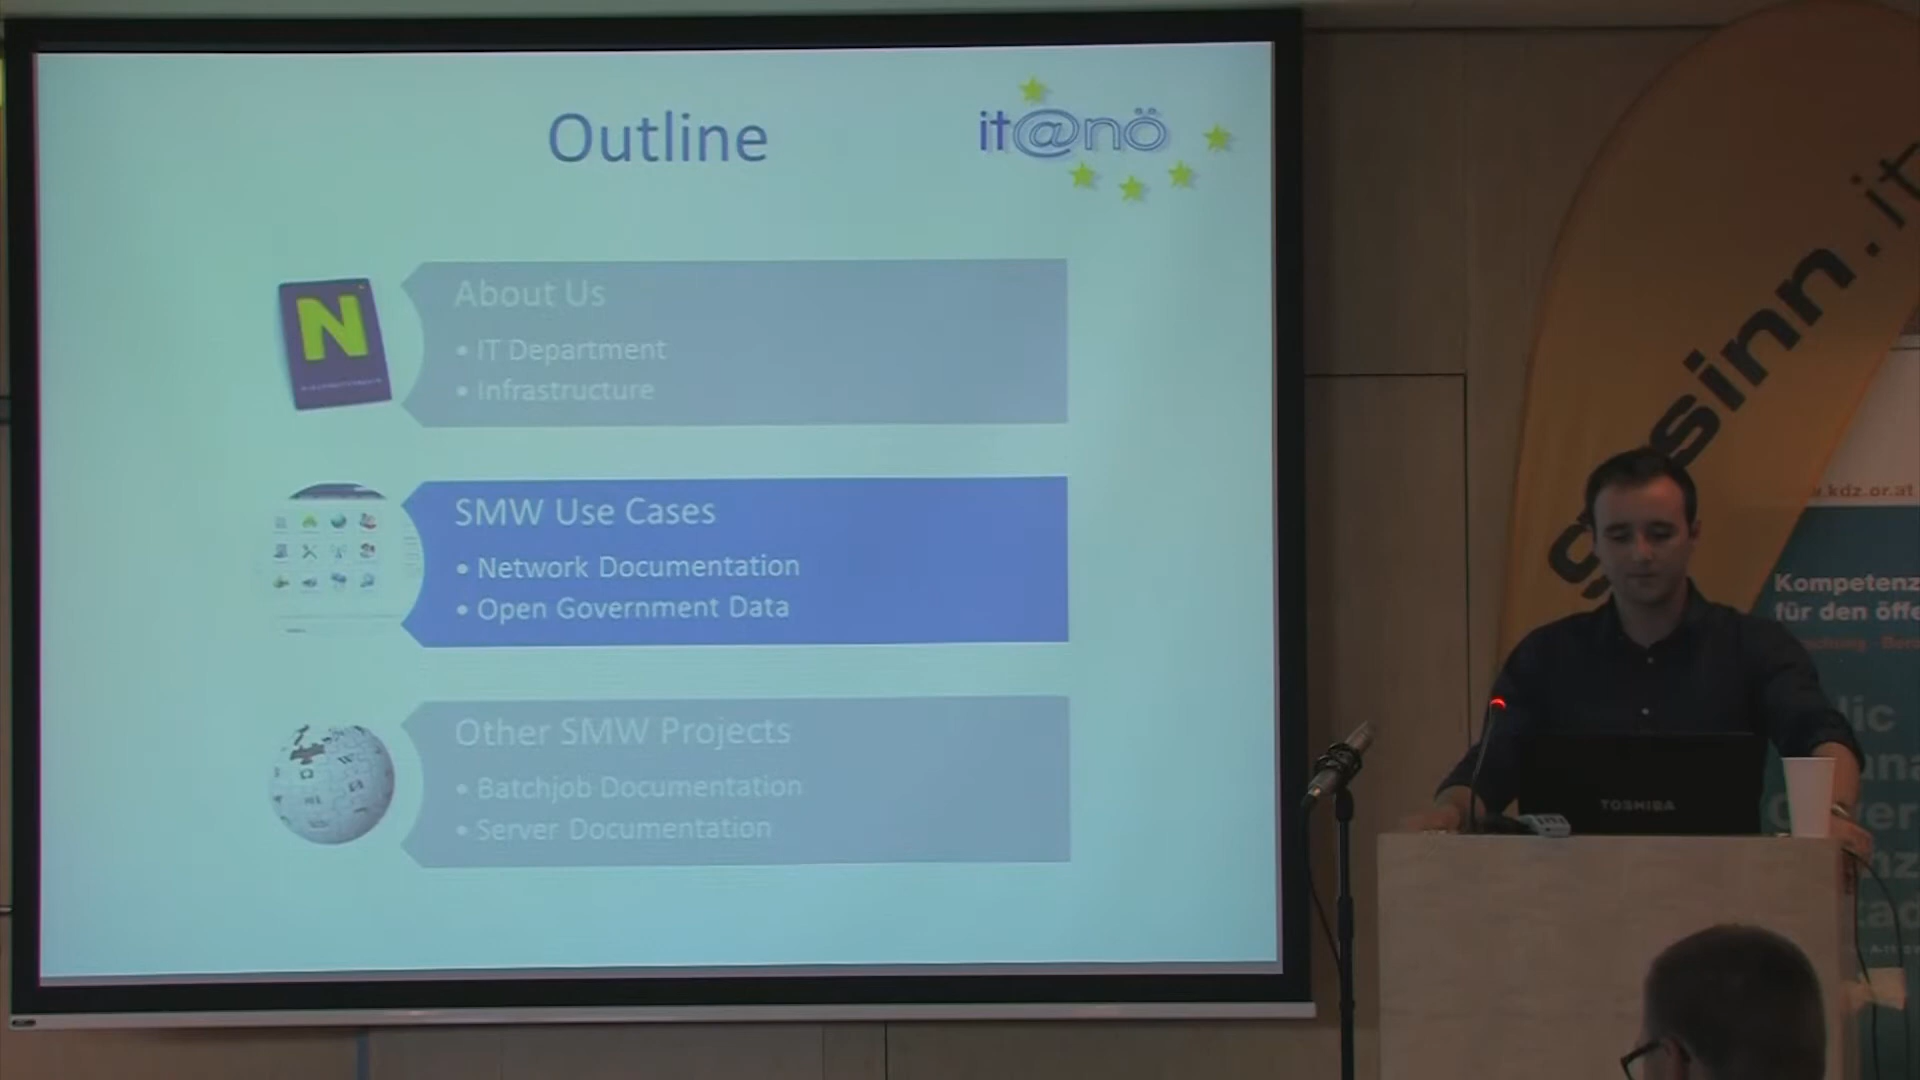 Outline
it@nö
N
About Us
• IT Department
• Infrastructure
SMW Use Cases
• Network Documentation
• Open Government Data
Other SMW Projects
• Batchjob Documentation
• Server Documentation
sinn.it
.kdz.or.at
Kompetenz
für den öffe
TOSHIBA